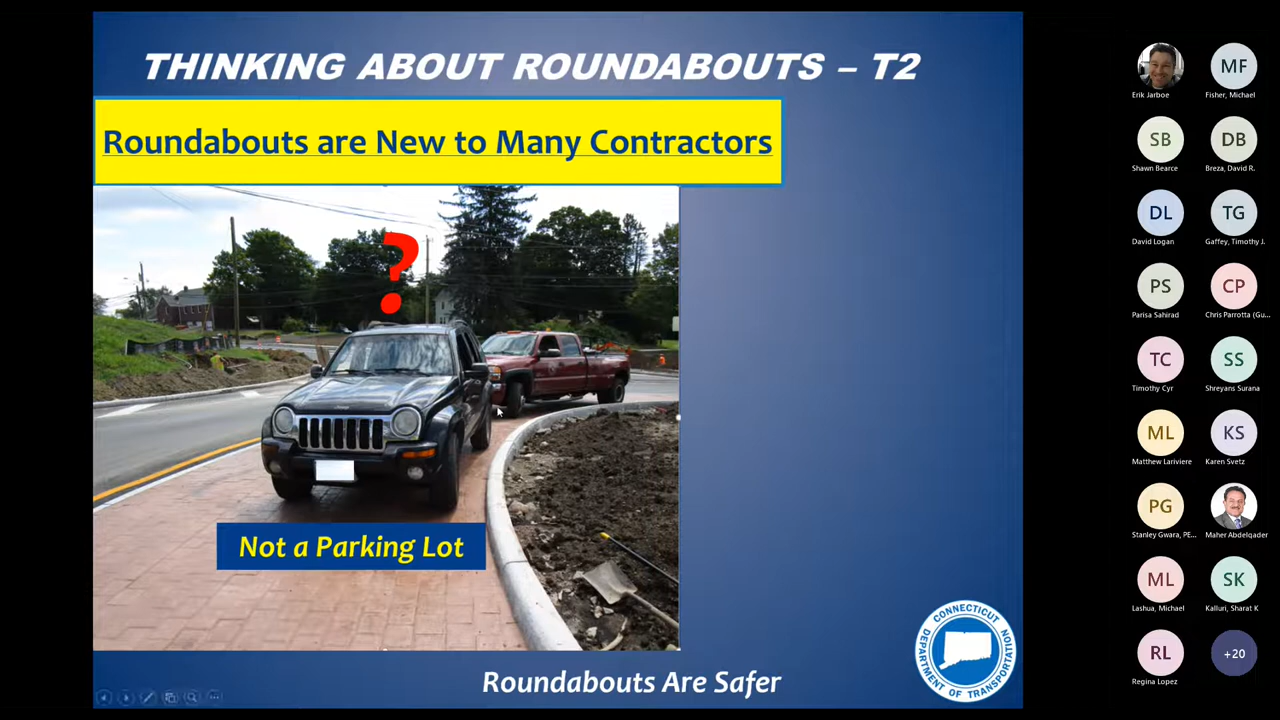 THINKING ABOUT ROUNDABOUTS – T2
Roundabouts are New to Many Contractors
?
Not a Parking Lot
Roundabouts Are Safer
CONNECTICUT
DEPARTMENT OF TRANSPORTATION
Erik Jarboe
MF
Fisher, Michael
SB
Shawn Bearce
DB
Breza, David R.
DL
David Logan
TG
Gaffey, Timothy J.
PS
Parisa Sahirad
CP
Chris Parrotta (Gu...
TC
Timothy Cyr
SS
Shreyans Surana
ML
Matthew Lariviere
KS
Karen Svetz
PG
Stanley Gwara, PE...
Maher Abdelqader
ML
Lashua, Michael
SK
Kalluri, Sharat K
RL
Regina Lopez
+20